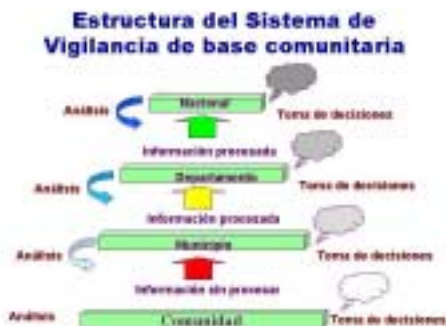 Estructura del Sistema de
Vigilancia de base comunitaria
Nacional
Análisis
Toma de decisiones
Información procesada
Departamento
Análisis
Toma de decisiones
Información procesada
Municipio
Análisis
Toma de decisiones
Información sin procesar
Análisis
Comunidad
Toma de decisiones